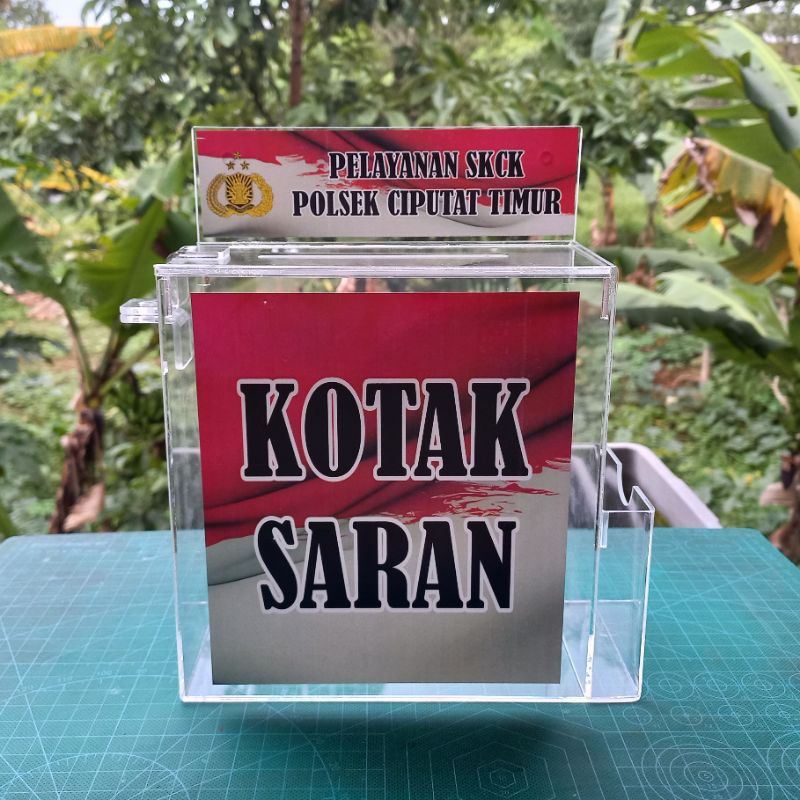 PELAYANAN SKCK
POLSEK CIPUTAT TIMUR
KOTAK
SARAN